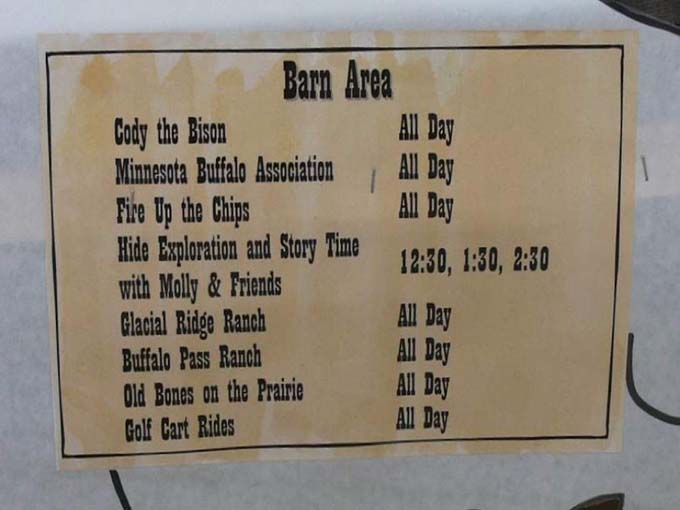 Barn Area
Cody the Bison All Day
Minnesota Buffalo Association All Day
Fire Up the Chips All Day
Hide Exploration and Story Time
with Molly & Friends 12:30, 1:30, 2:30
Glacial Ridge Ranch All Day
Buffalo Pass Ranch All Day
Old Bones on the Prairie All Day
Golf Cart Rides All Day